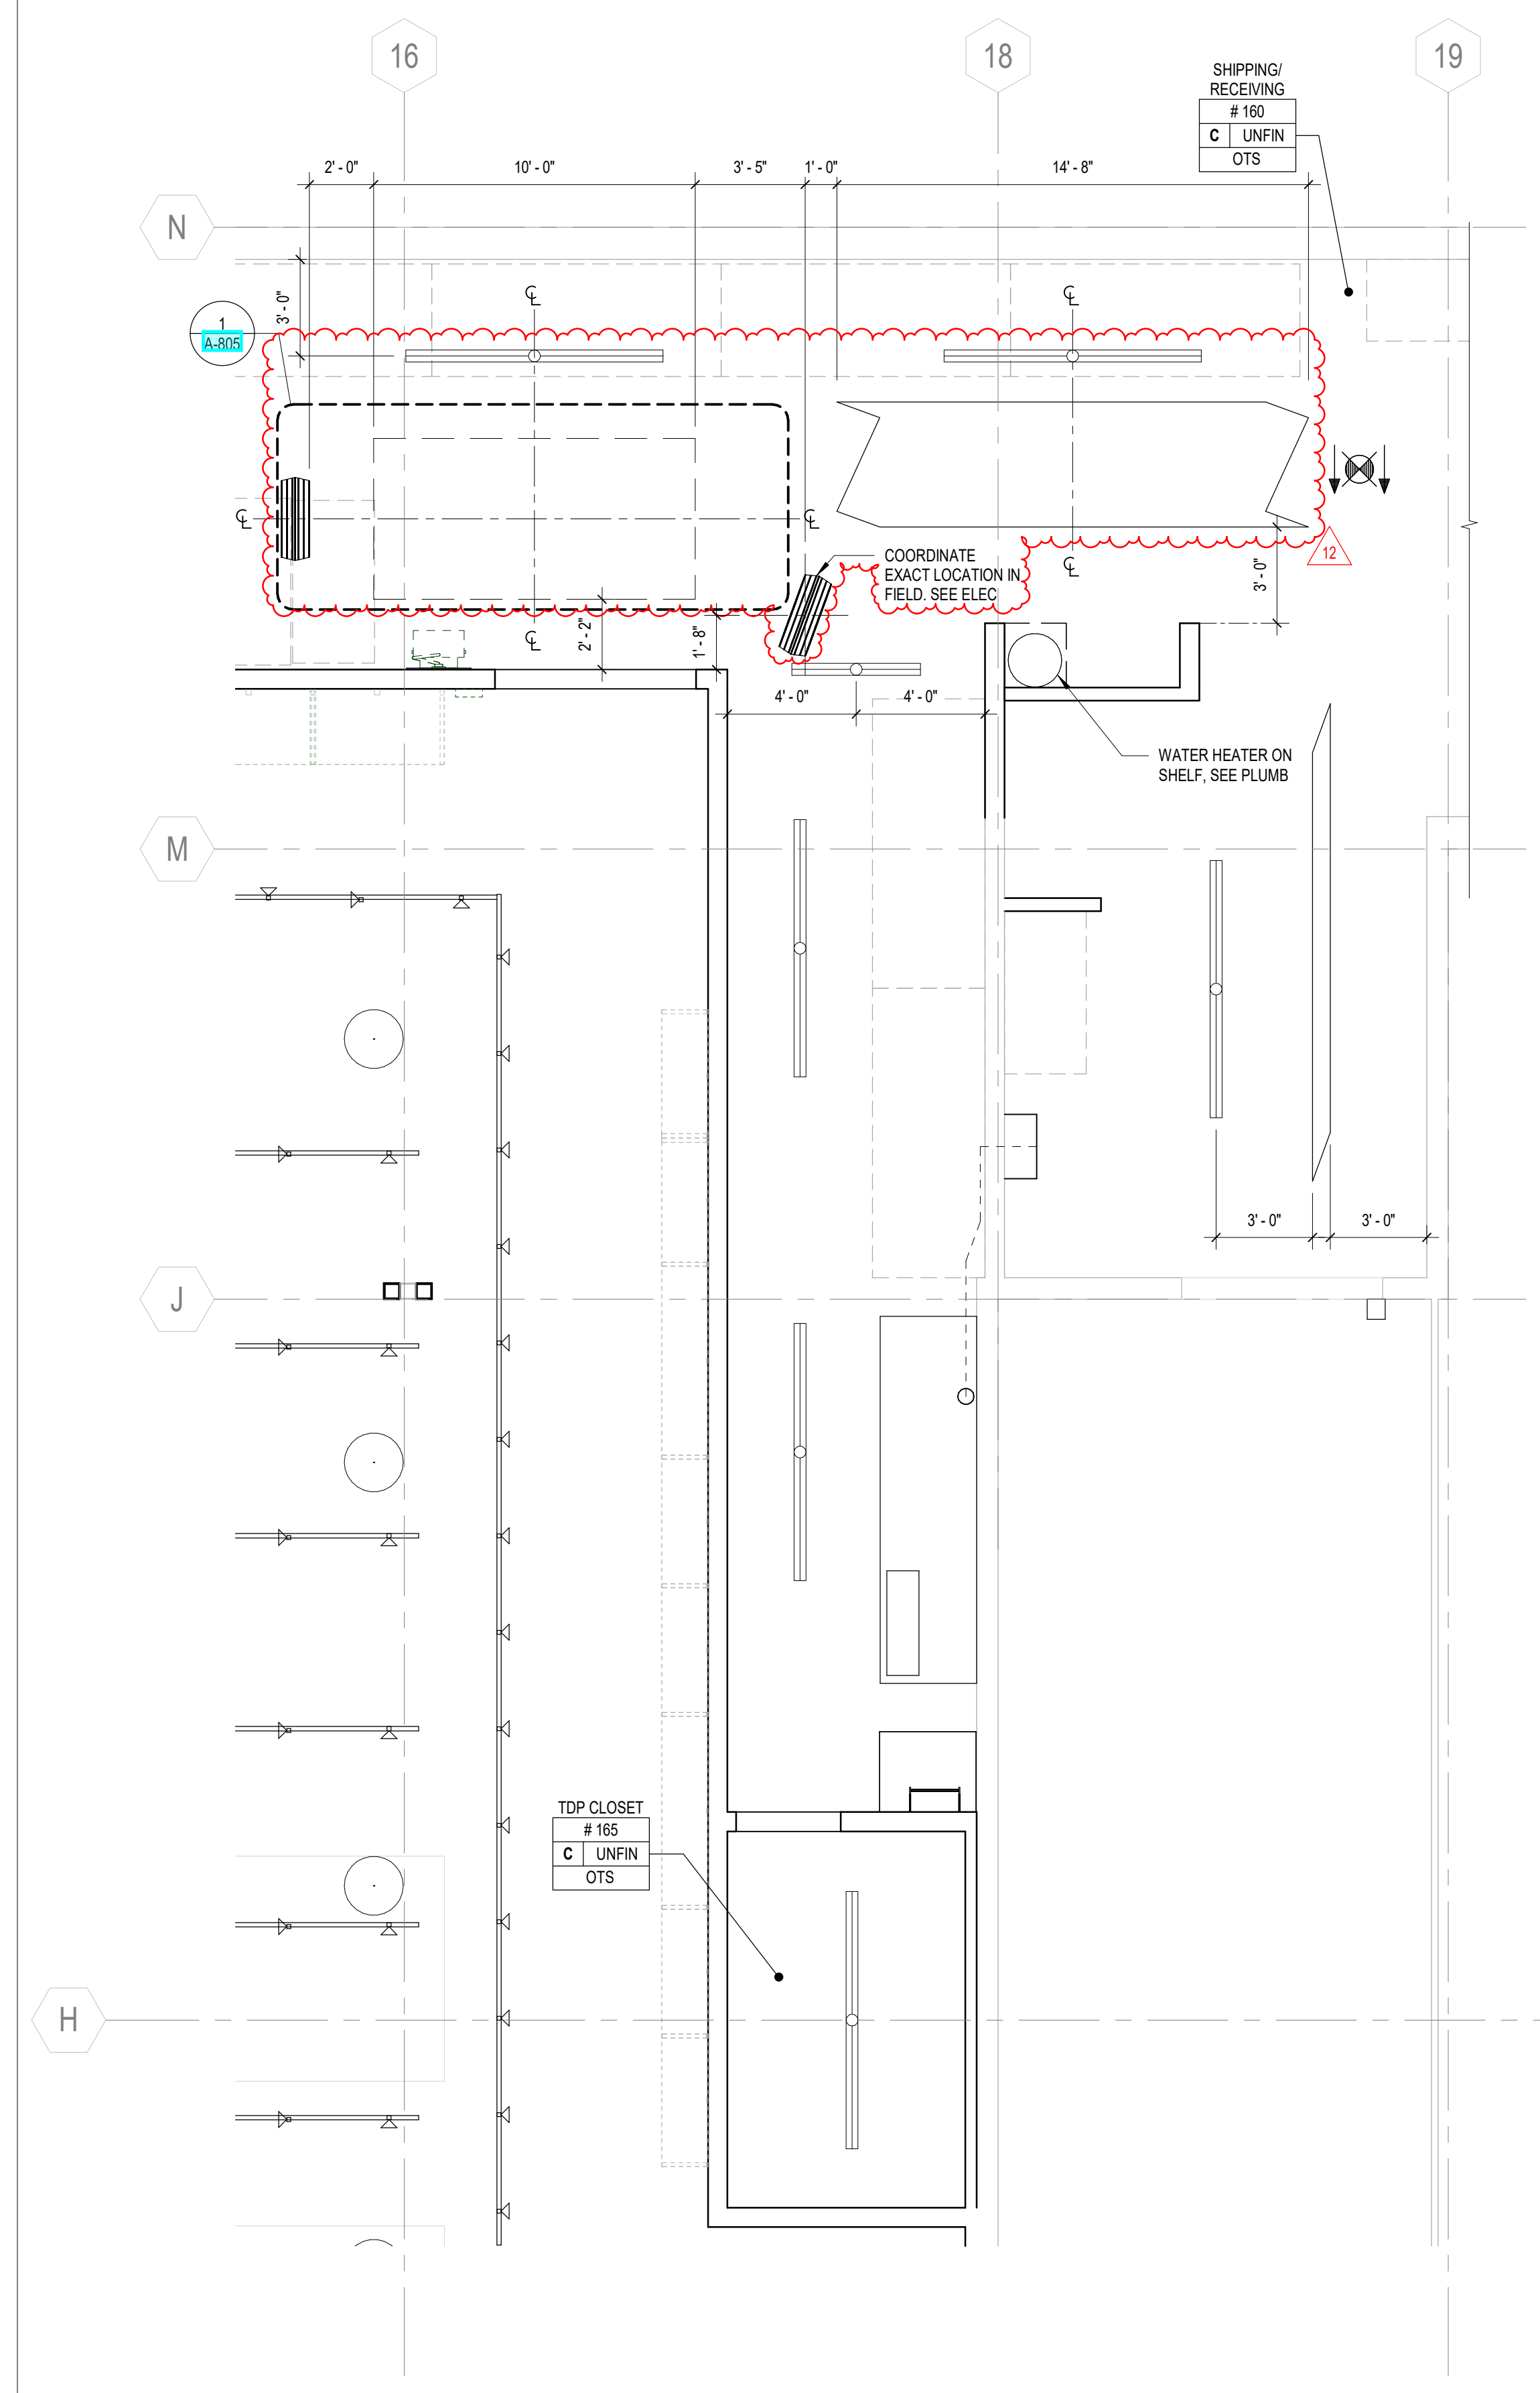 16
18
19
SHIPPING/
RECEIVING
# 160
C UNFIN
OTS
2' - 0" 10' - 0" 3' - 5" 1' - 0" 14' - 8"
N
3' - 0"
1
A-805
℄ ℄
℄ ℄
COORDINATE
EXACT LOCATION IN
FIELD. SEE ELEC
12
℄
℄
3' - 0"
2' - 2"
1' - 8"
4' - 0" 4' - 0"
WATER HEATER ON
SHELF, SEE PLUMB
M
3' - 0" 3' - 0"
J
TDP CLOSET
# 165
C UNFIN
OTS
H